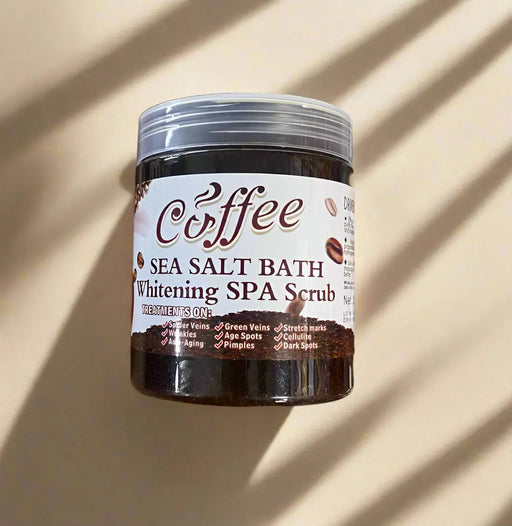 Coffee
SEA SALT BATH
Whitening SPA Scrub
TREATMENTS ON:
Spider Veins Green Veins Stretch marks
Wrinkles Age Spots Cellulite
Anti-Aging Pimples Dark Spots